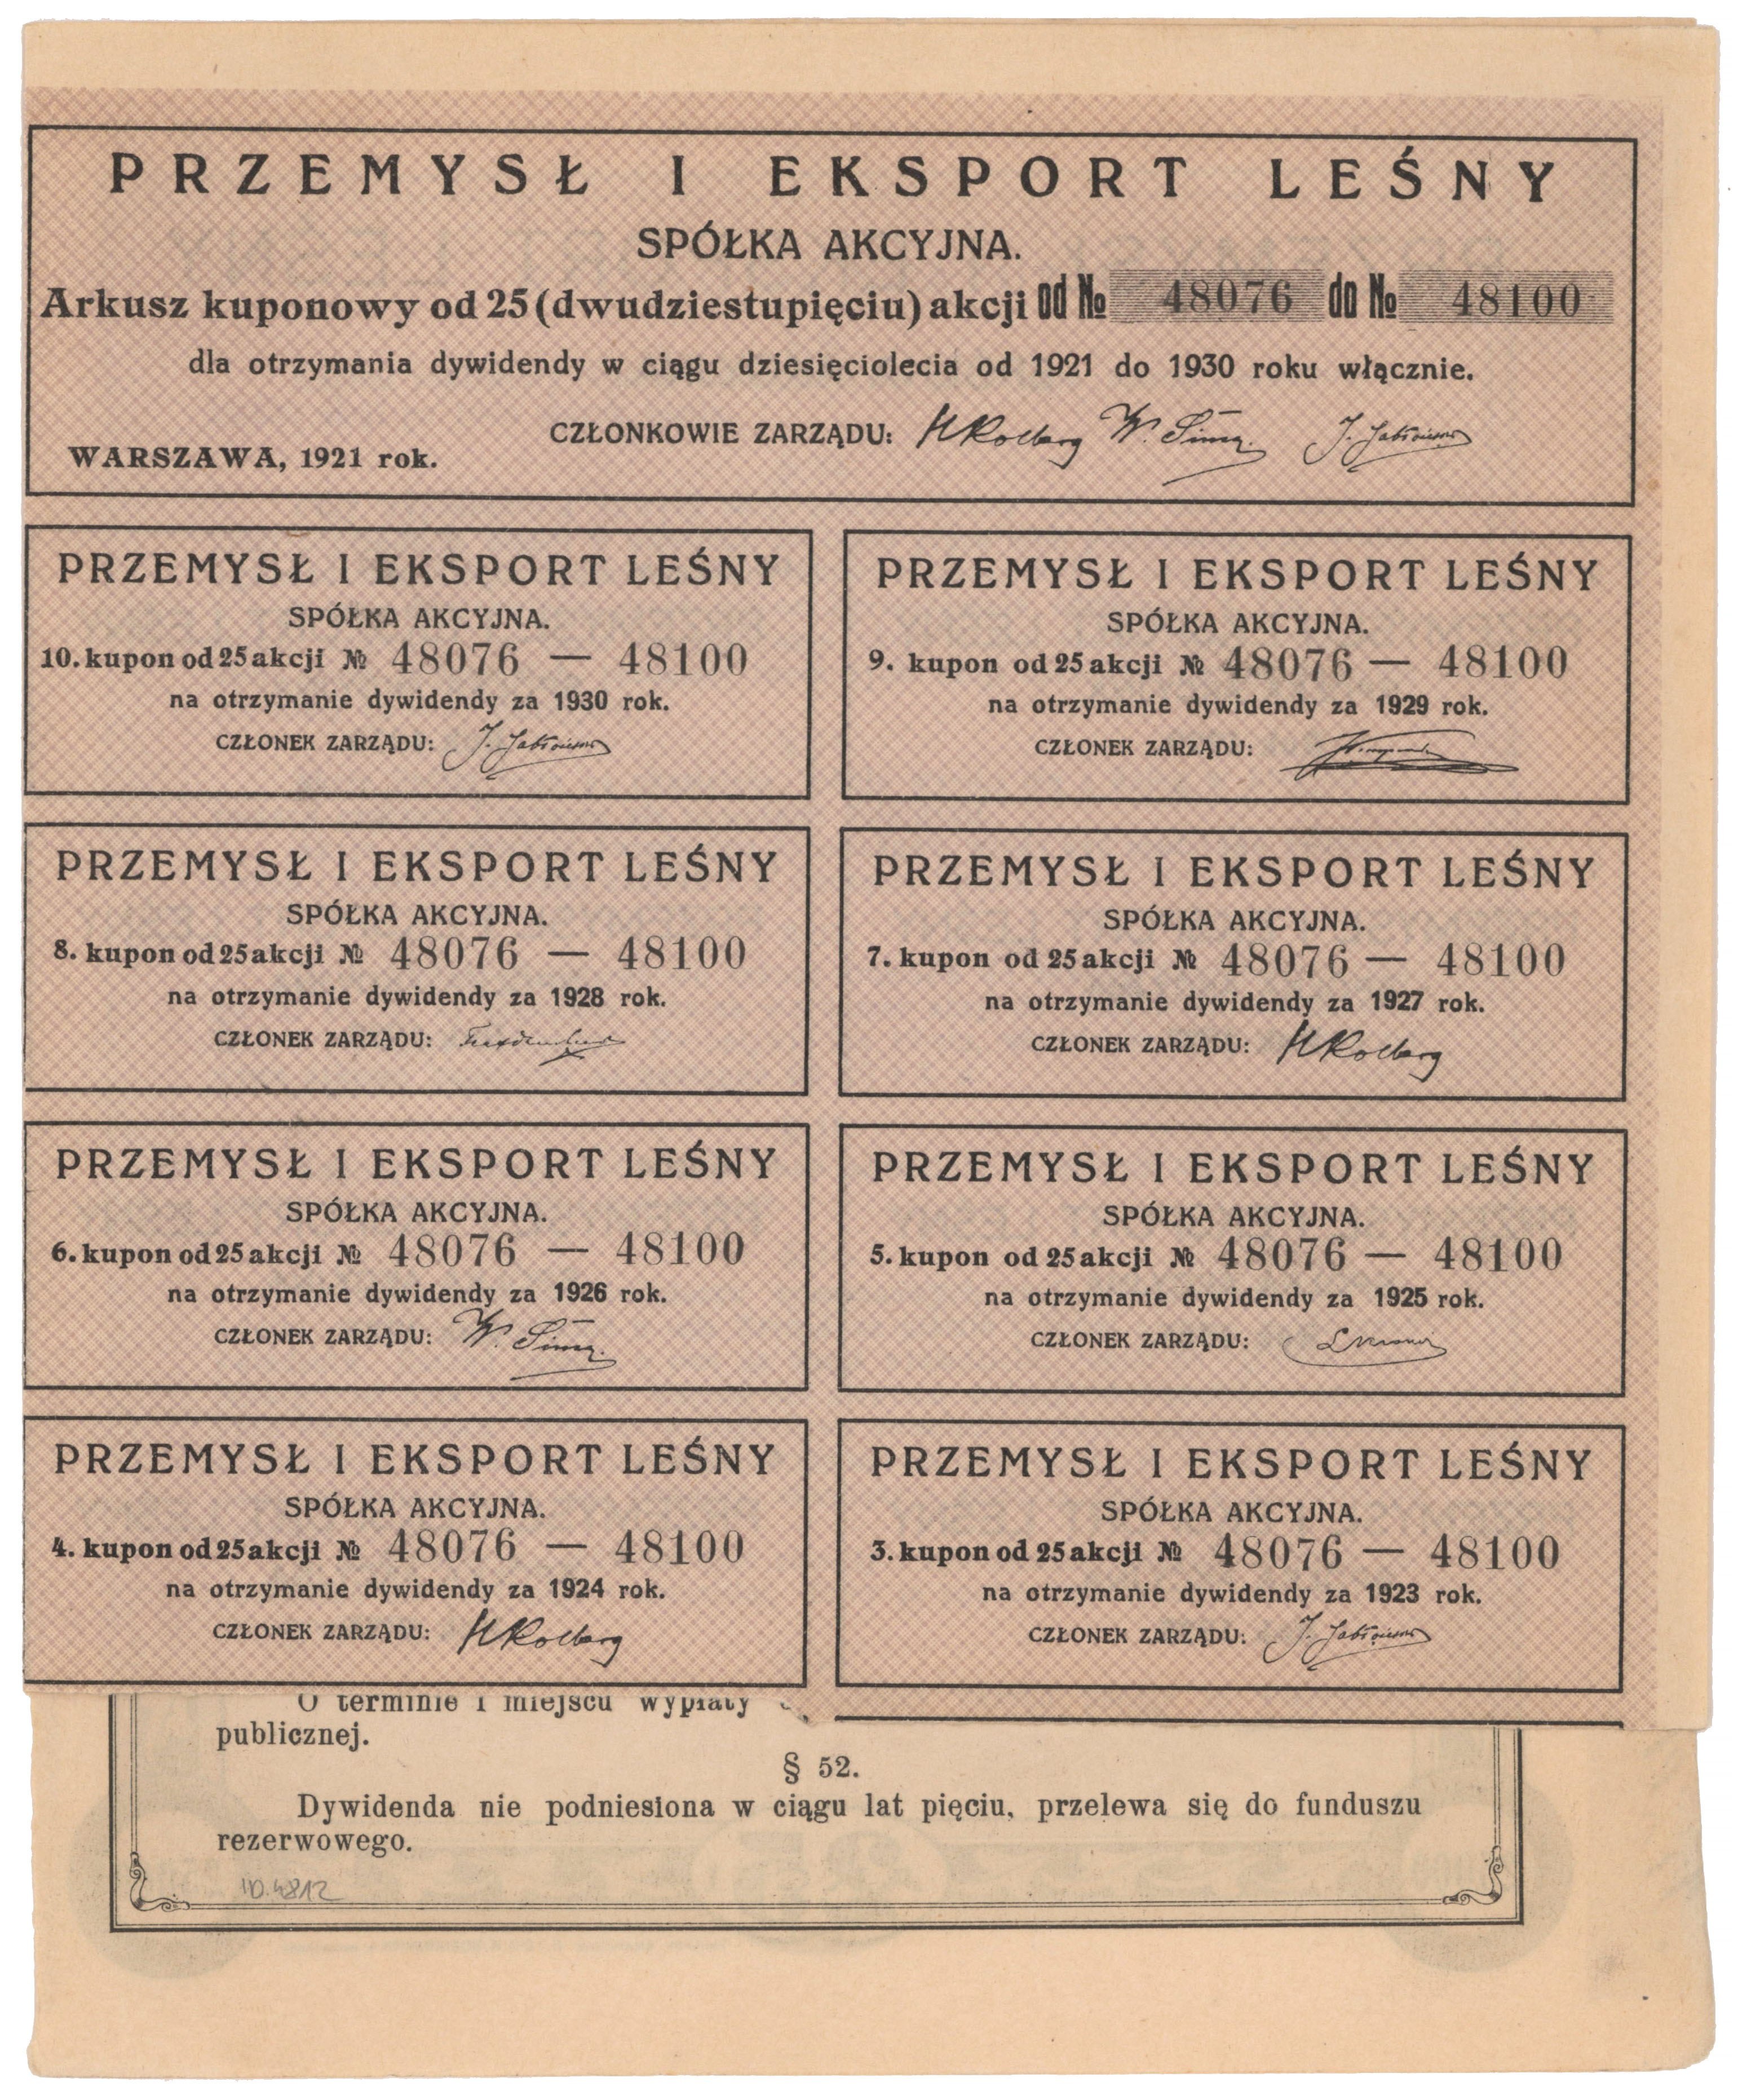 PRZEMYSŁ I EKSPORT LEŚNY
SPÓŁKA AKCYJNA.
Arkusz kuponowy od 25 (dwudziestupięciu) akcji od № 48076 do № 48100
dla otrzymania dywidendy w ciągu dziesięciolecia od 1921 do 1930 roku włącznie.
CZŁONKOWIE ZARZĄDU: HKolberg
WARSZAWA, 1921 rok.
PRZEMYSŁ I EKSPORT LEŚNY
SPÓŁKA AKCYJNA.
10. kupon od 25 akcji № 48076 — 48100
na otrzymanie dywidendy za 1930 rok.
CZŁONEK ZARZĄDU:
PRZEMYSŁ I EKSPORT LEŚNY
SPÓŁKA AKCYJNA.
9. kupon od 25 akcji № 48076 — 48100
na otrzymanie dywidendy za 1929 rok.
CZŁONEK ZARZĄDU:
PRZEMYSŁ I EKSPORT LEŚNY
SPÓŁKA AKCYJNA.
8. kupon od 25 akcji № 48076 — 48100
na otrzymanie dywidendy za 1928 rok.
CZŁONEK ZARZĄDU:
PRZEMYSŁ I EKSPORT LEŚNY
SPÓŁKA AKCYJNA.
7. kupon od 25 akcji № 48076 — 48100
na otrzymanie dywidendy za 1927 rok.
CZŁONEK ZARZĄDU: HKolberg
PRZEMYSŁ I EKSPORT LEŚNY
SPÓŁKA AKCYJNA.
6. kupon od 25 akcji № 48076 — 48100
na otrzymanie dywidendy za 1926 rok.
CZŁONEK ZARZĄDU:
PRZEMYSŁ I EKSPORT LEŚNY
SPÓŁKA AKCYJNA.
5. kupon od 25 akcji № 48076 — 48100
na otrzymanie dywidendy za 1925 rok.
CZŁONEK ZARZĄDU:
PRZEMYSŁ I EKSPORT LEŚNY
SPÓŁKA AKCYJNA.
4. kupon od 25 akcji № 48076 — 48100
na otrzymanie dywidendy za 1924 rok.
CZŁONEK ZARZĄDU: HKolberg
PRZEMYSŁ I EKSPORT LEŚNY
SPÓŁKA AKCYJNA.
3. kupon od 25 akcji № 48076 — 48100
na otrzymanie dywidendy za 1923 rok.
CZŁONEK ZARZĄDU:
O terminie i miejscu wypłaty
publicznej.
§ 52.
Dywidenda nie podniesiona w ciągu lat pięciu, przelewa się do funduszu
rezerwowego.